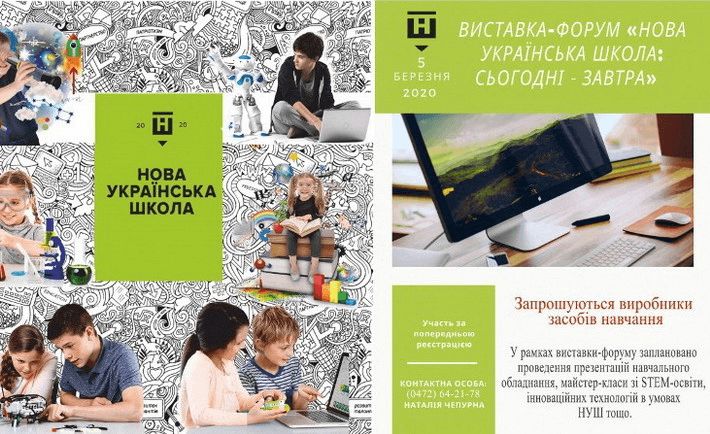 ПАРТНЕРСТВО
ПАТРІОТИЗМ
20 Н 20
НОВА
УКРАЇНСЬКА
ШКОЛА
Н
5
БЕРЕЗНЯ
2020
ВИСТАВКА-ФОРУМ «НОВА
УКРАЇНСЬКА ШКОЛА:
СЬОГОДНІ - ЗАВТРА»
Участь за
попередньою
реєстрацією
КОНТАКТНА ОСОБА:
(0472) 64-21-78
НАТАЛІЯ ЧЕПУРНА
Запрошуються виробники
засобів навчання
У рамках виставки-форуму заплановано
проведення презентацій навчального
обладнання, майстер-класи зі STEM-освіти,
інноваційних технологій в умовах
НУШ тощо.